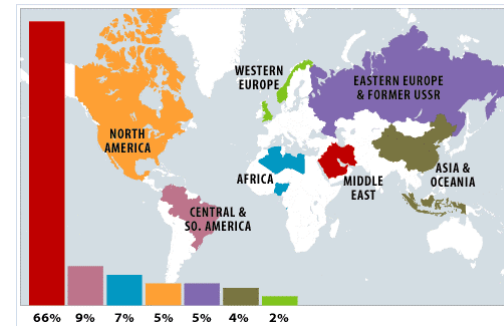 WESTERN
EUROPE
EASTERN EUROPE
& FORMER USSR
NORTH
AMERICA
AFRICA
MIDDLE
EAST
ASIA &
OCEANIA
CENTRAL &
SO. AMERICA
66% 9% 7% 5% 5% 4% 2%